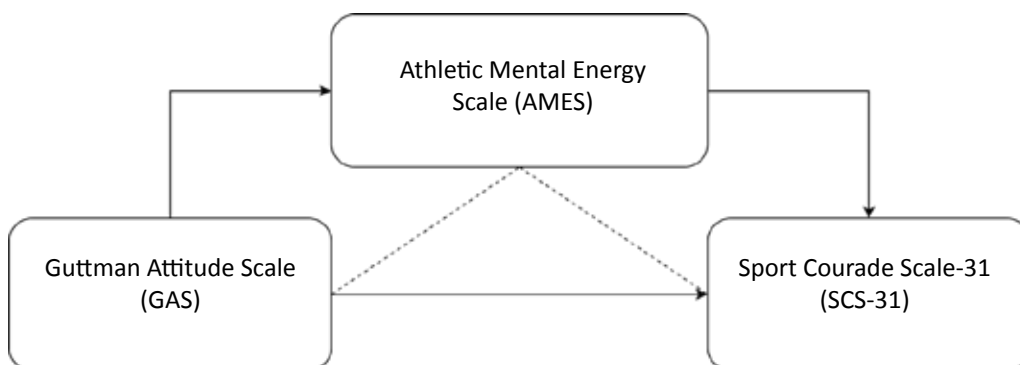 Athletic Mental Energy
Scale (AMES)
Guttman Attitude Scale
(GAS)
Sport Courade Scale-31
(SCS-31)